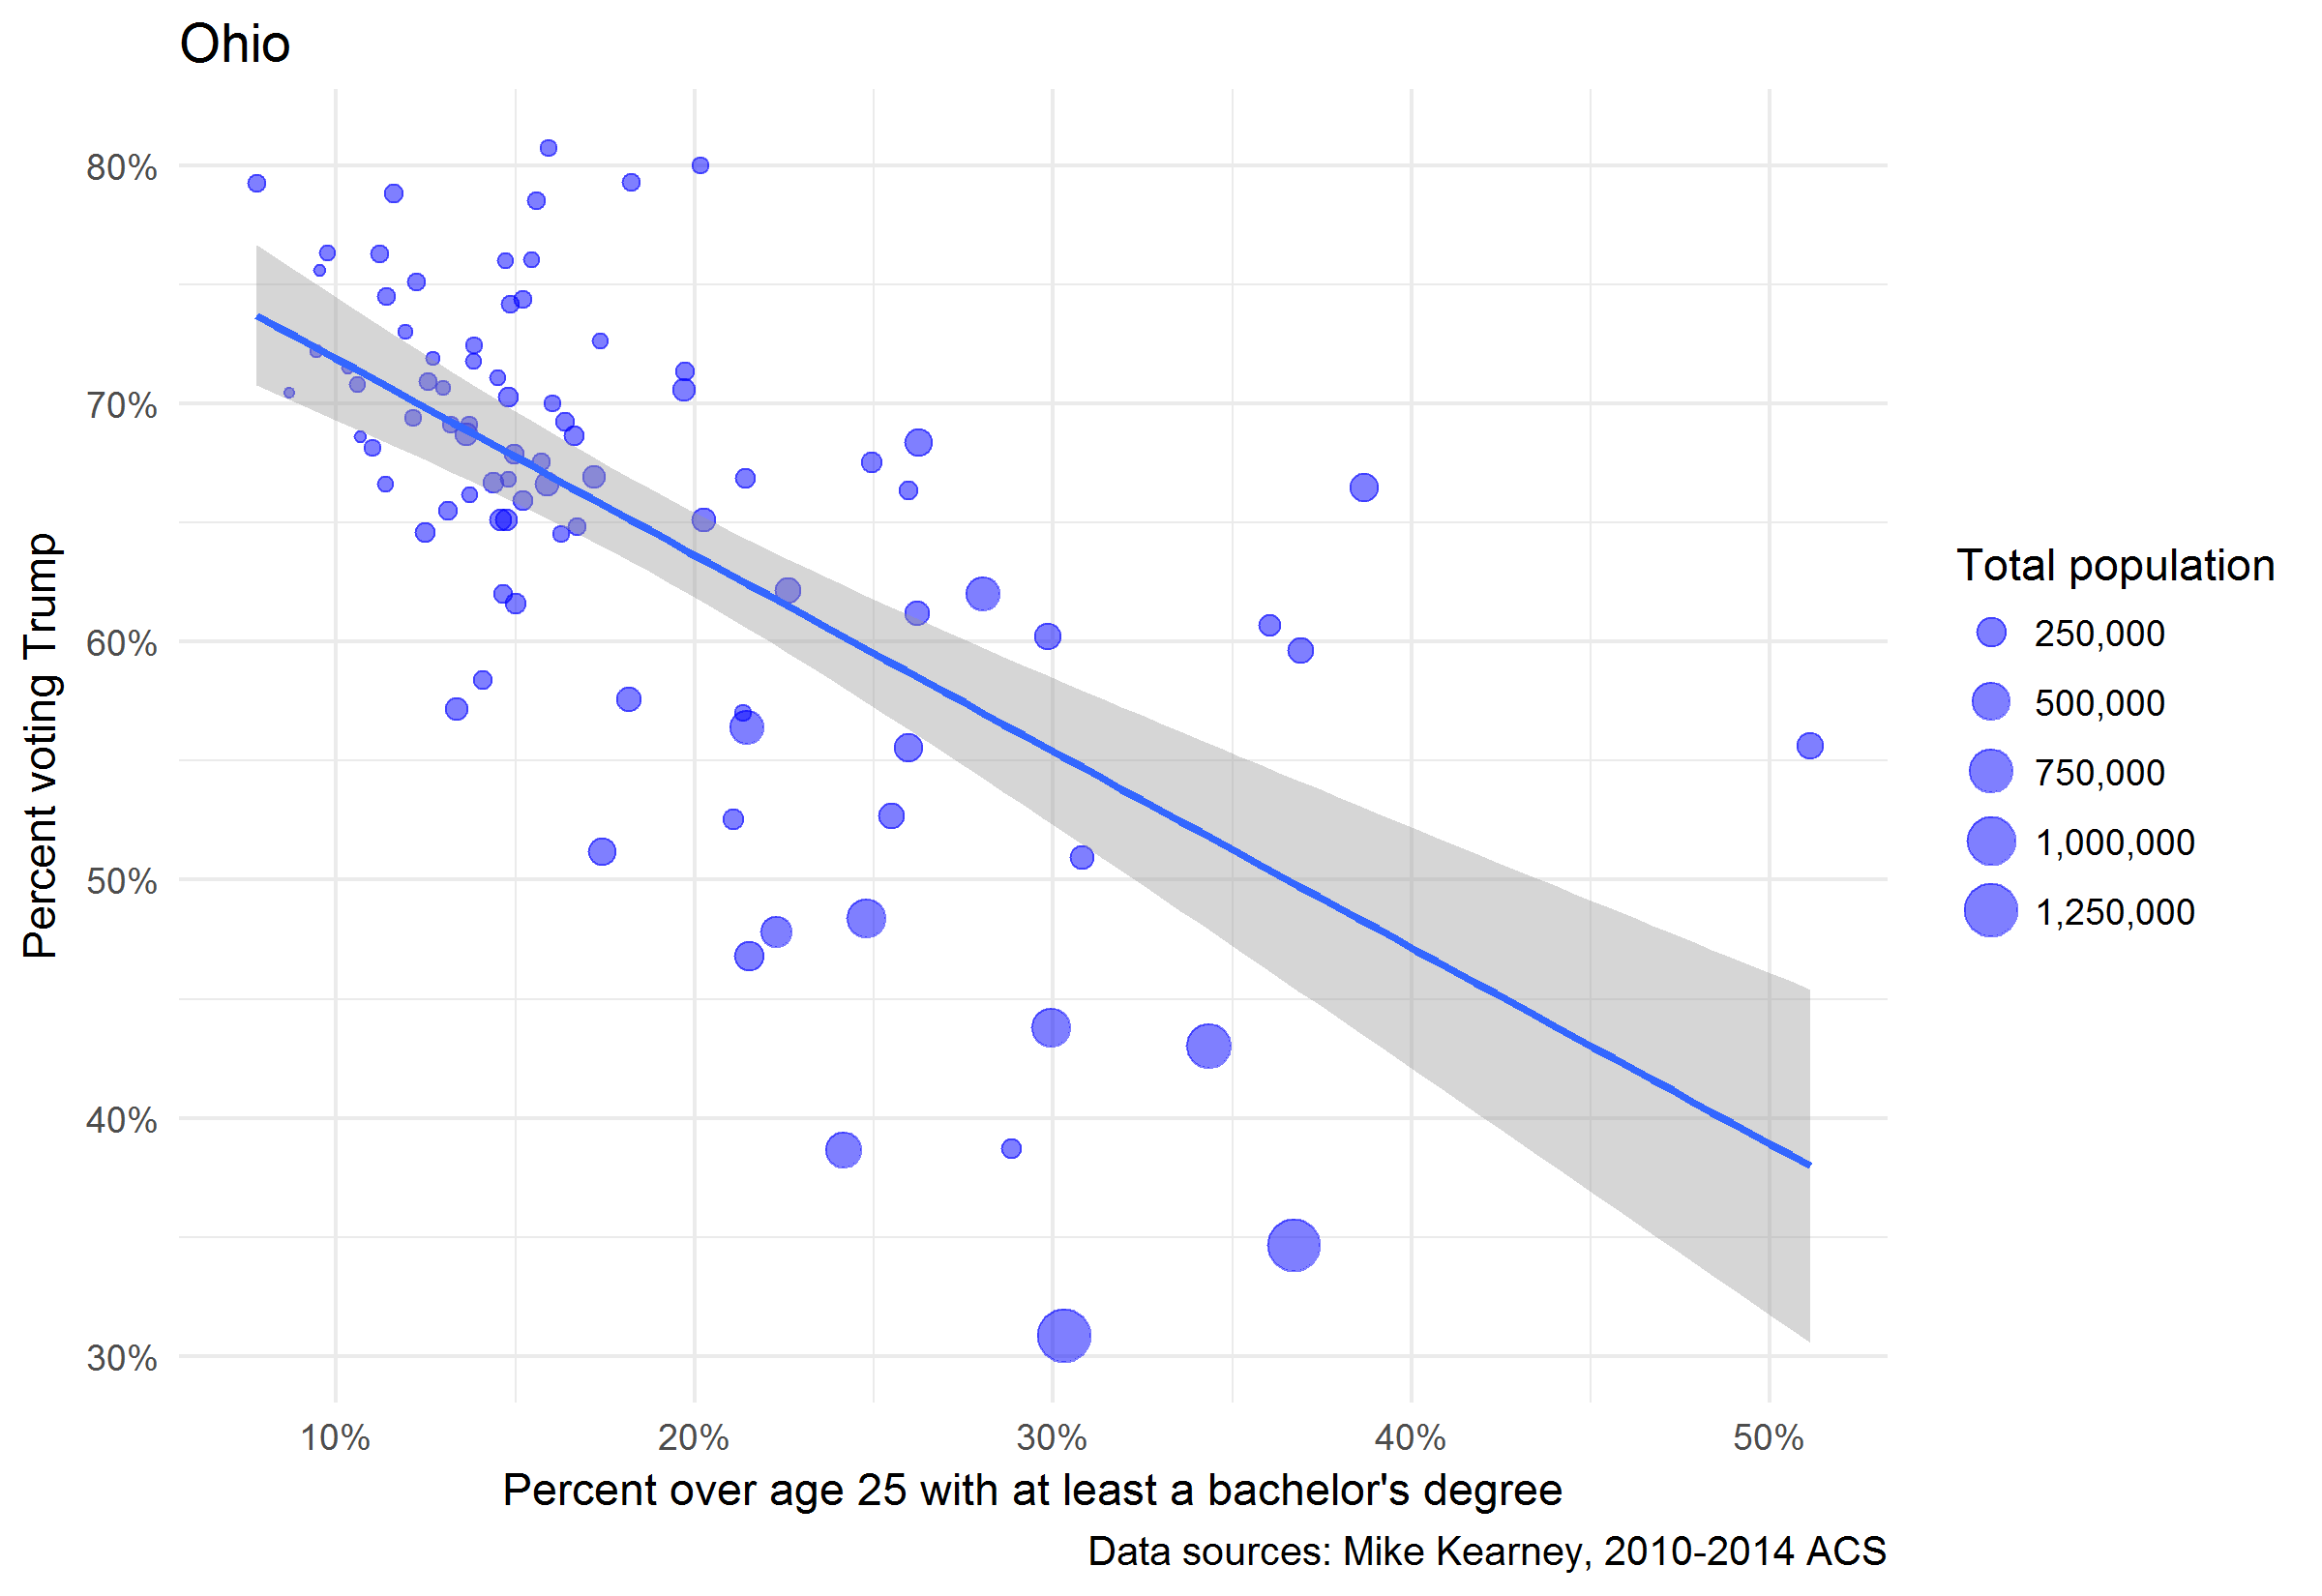 Ohio
80%
70%
60%
50%
40%
30%
Percent voting Trump
10% 20% 30% 40% 50%
Percent over age 25 with at least a bachelor's degree
Data sources: Mike Kearney, 2010-2014 ACS
Total population
250,000
500,000
750,000
1,000,000
1,250,000